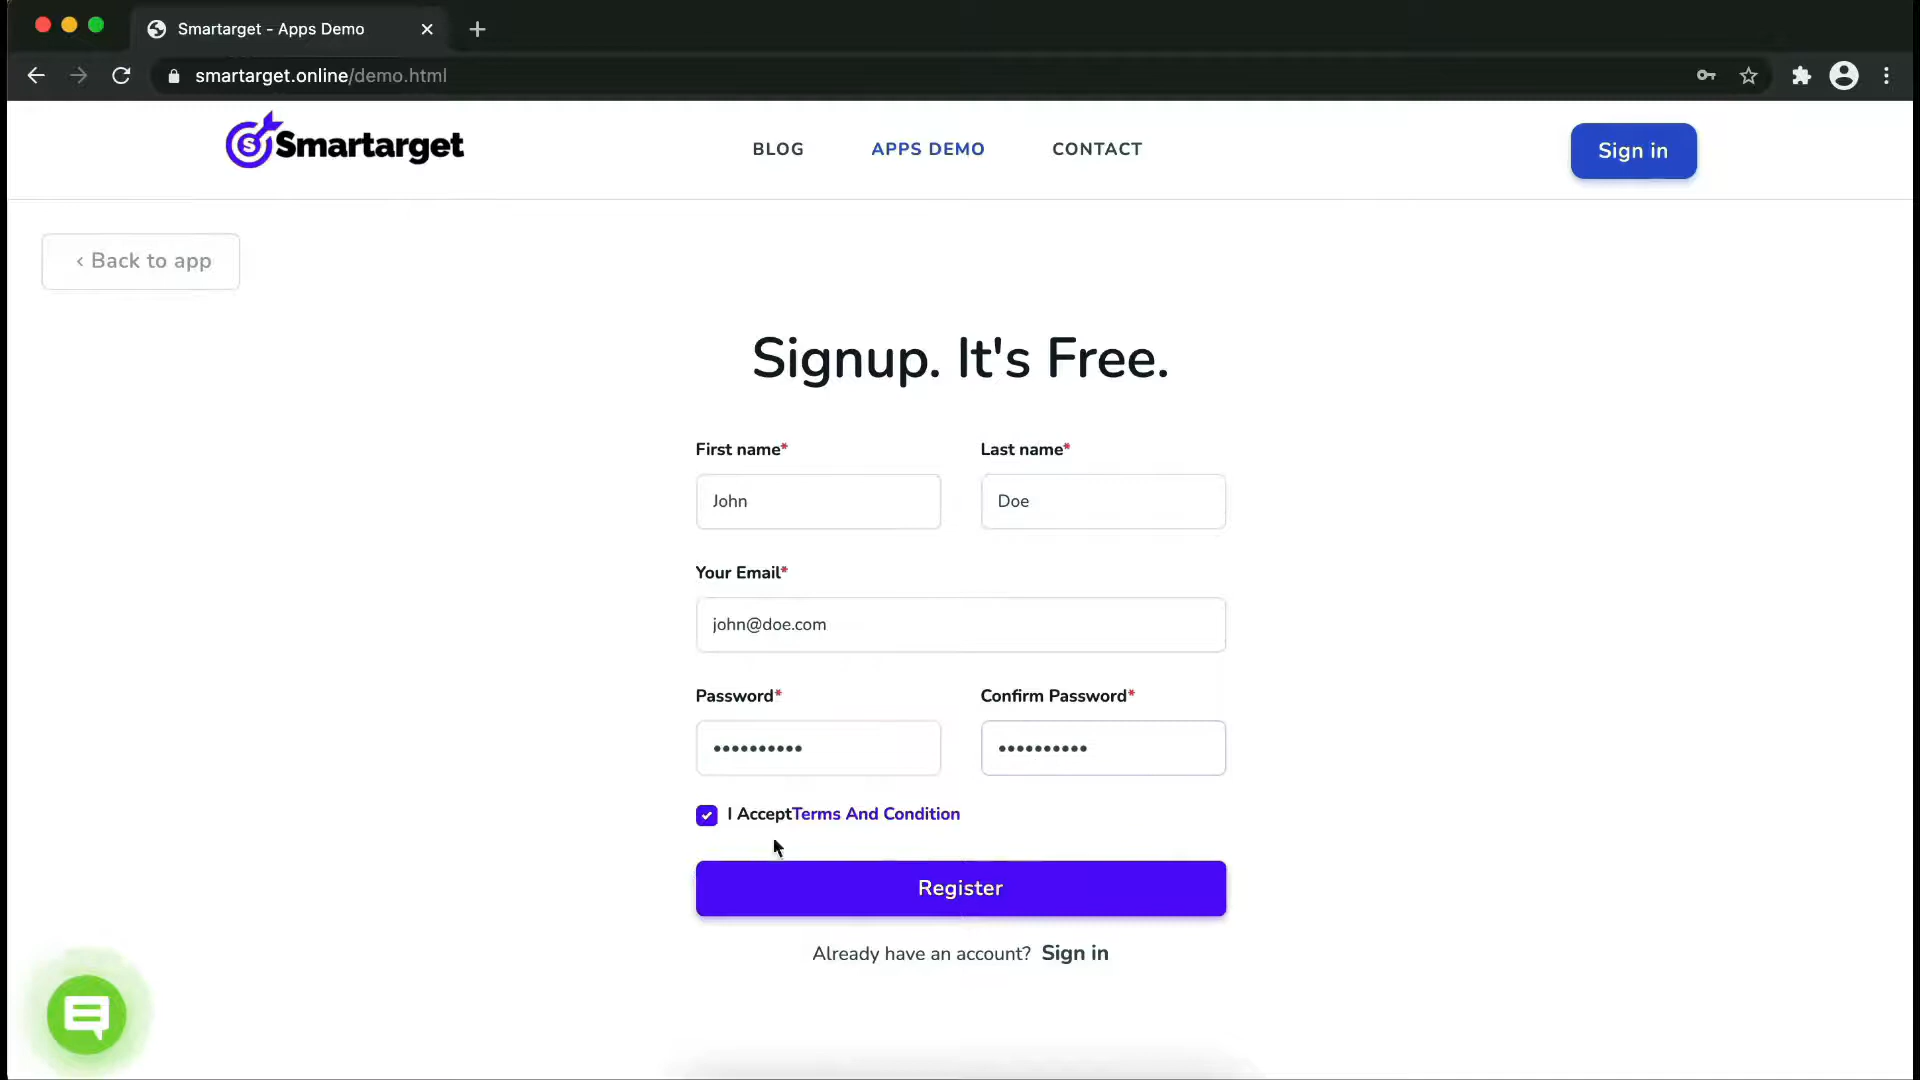 Smartarget - Apps Demo
smartarget.online/demo.html
Smartarget
BLOG
APPS DEMO
CONTACT
Sign in
‹ Back to app
Signup. It's Free.
First name*
Last name*
John
Doe
Your Email*
john@doe.com
Password*
Confirm Password*
••••••••••
••••••••••
I AcceptTerms And Condition
Register
Already have an account? Sign in